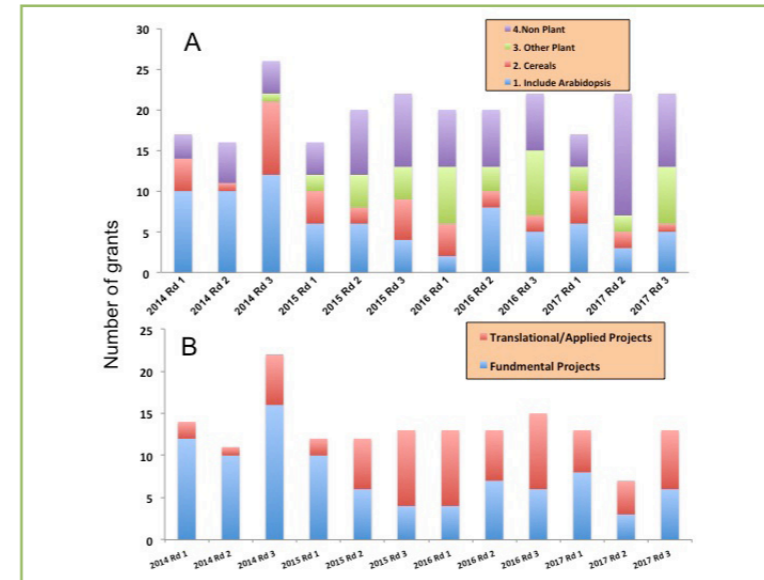 A
4.Non Plant
3. Other Plant
2. Cereals
1. Include Arabidopsis
30
25
20
15
10
5
0
2014 Rd 1
2014 Rd 2
2014 Rd 3
2015 Rd 1
2015 Rd 2
2015 Rd 3
2016 Rd 1
2016 Rd 2
2016 Rd 3
2017 Rd 1
2017 Rd 2
2017 Rd 3
Number of grants
B
Translational/Applied Projects
Fundmental Projects
25
20
15
10
5
0
2014 Rd 1
2014 Rd 2
2014 Rd 3
2015 Rd 1
2015 Rd 2
2015 Rd 3
2016 Rd 1
2016 Rd 2
2016 Rd 3
2017 Rd 1
2017 Rd 2
2017 Rd 3